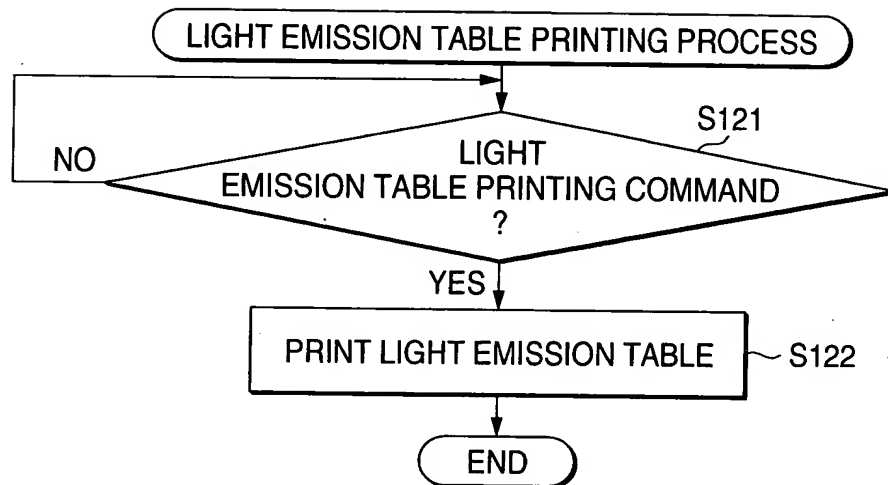 LIGHT EMISSION TABLE PRINTING PROCESS
S121
NO
LIGHT
EMISSION TABLE PRINTING COMMAND
?
YES
PRINT LIGHT EMISSION TABLE
S122
END